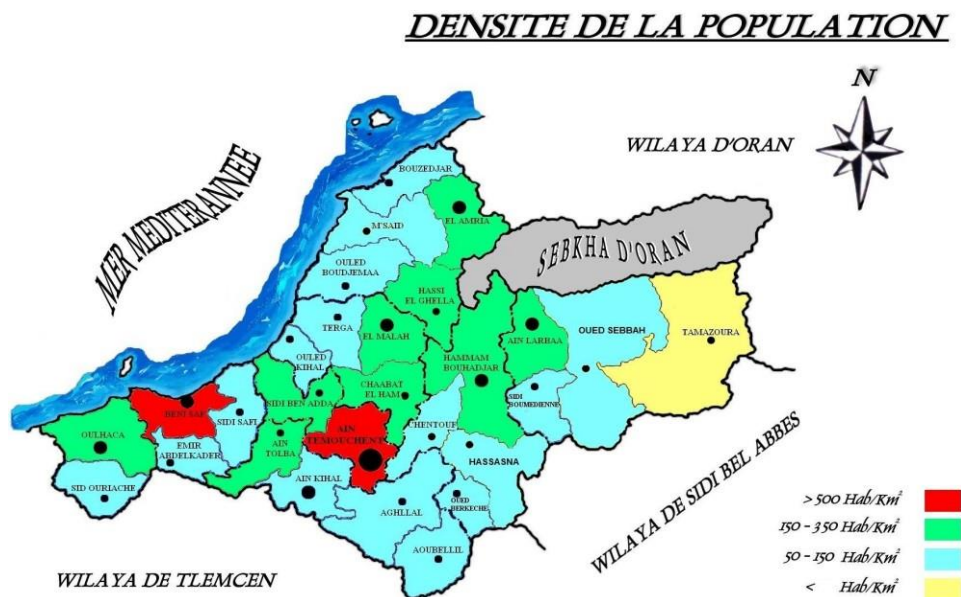 DENSITE DE LA POPULATION
N
WILAYA D'ORAN
MER MEDITERANNEE
BOUZEDJAR
EL AMRIA
M'SAID
SEBKHA D'ORAN
OULED
BOUDJEMAA
HASSI
EL GHELLA
TERGA
EL MALAH
AIN LARBAA
OUED SEBBAH
TAMAZOURA
OULED
KIHAL
HAMMAM
BOUHADJAR
CHAABAT
EL HAM
SIDI BEN ADDA
SIDI
BOUMEDIENNE
BENI SAF
SIDI SAFI
OULHACA
EMIR
ABDELKADER
AIN
TOLBA
AIN
TEMOUCHENT
CHENTOUF
HASSASNA
SID OURIACHE
AIN KIHAL
AGHLLAL
OUED
BERKECHE
AOUBELLIL
WILAYA DE SIDI BEL ABBES
WILAYA DE TLEMCEN
> 500 Hab/Km²
150 - 350 Hab/Km²
50 - 150 Hab/Km²
< Hab/Km²